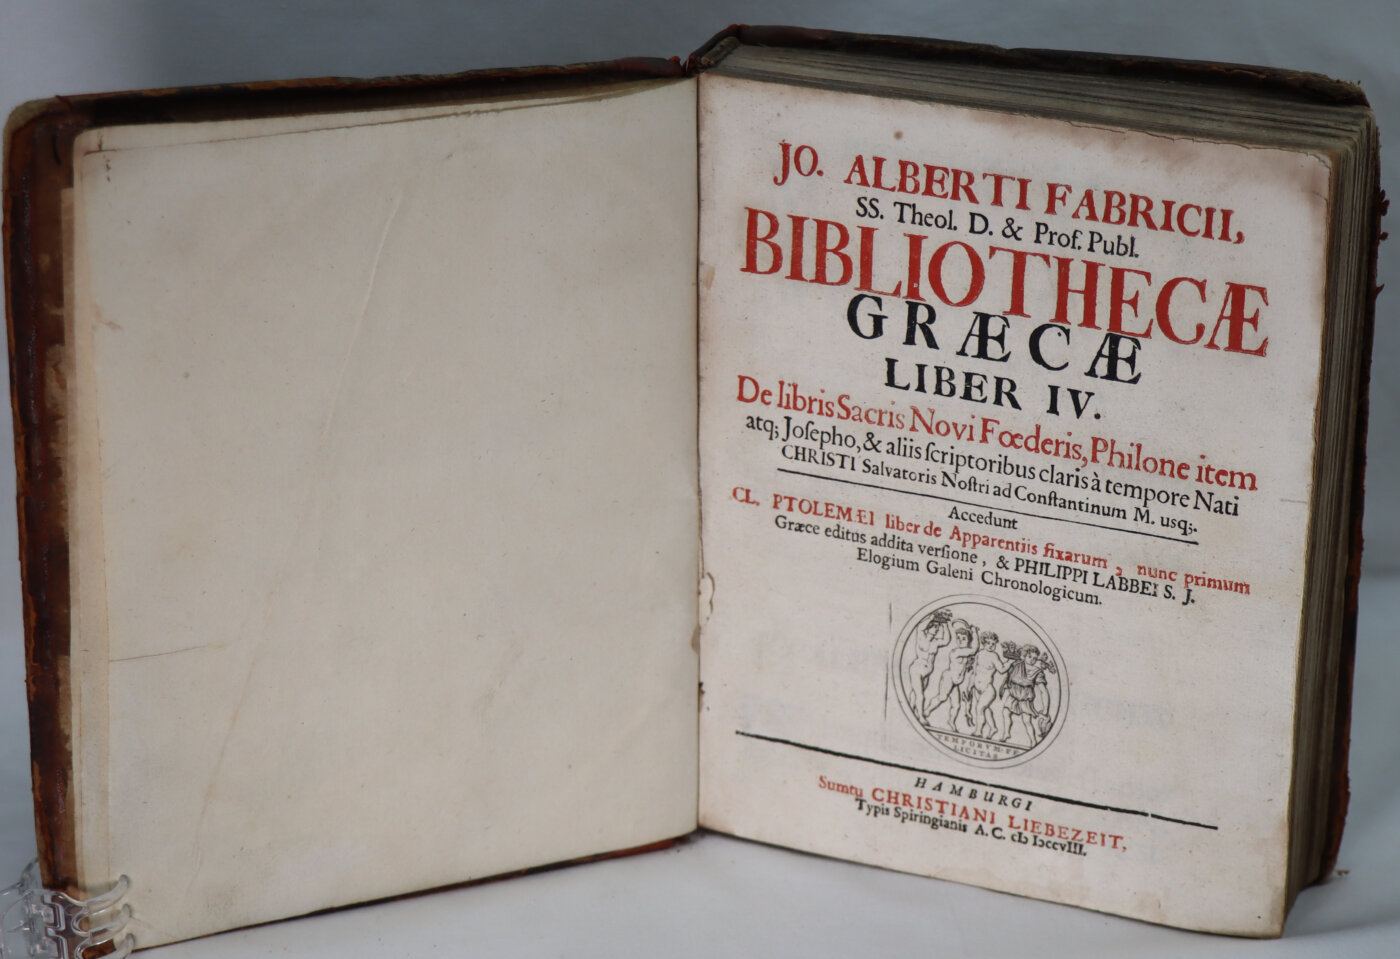 JO. ALBERTI FABRICII,
SS. Theol. D. & Prof. Publ.
BIBLIOTHECÆ
GRÆCÆ
LIBER IV.
De libris Sacris Novi Fœderis, Philone item
atq; Joſepho, & aliis ſcriptoribus claris à tempore Nati
CHRISTI Salvatoris Noſtri ad Conſtantinum M. usq;.
Accedunt
CL. PTOLEMÆI liber de Apparentiis fixarum, nunc primum
Græce editus addita verſione, & PHILIPPI LABBEI S. J.
Elogium Galeni Chronologicum.
TEMPORVM·FE
LICITAS
HAMBURGI
Sumtu CHRISTIANI LIEBEZEIT,
Typis Spiringianis A. C. cIɔ IɔccvIII.